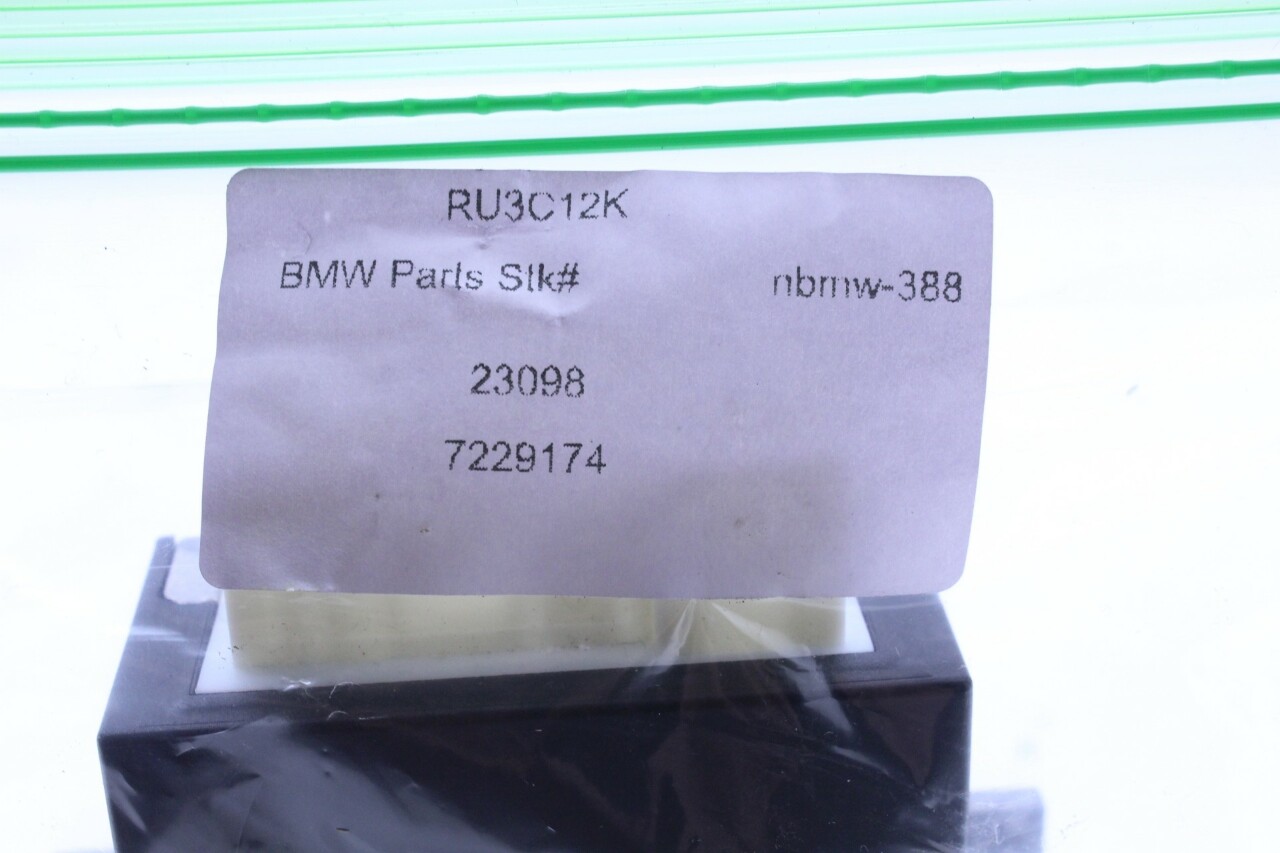 RU3C12K
BMW Parts Stk# nbmw-388
23098
7229174